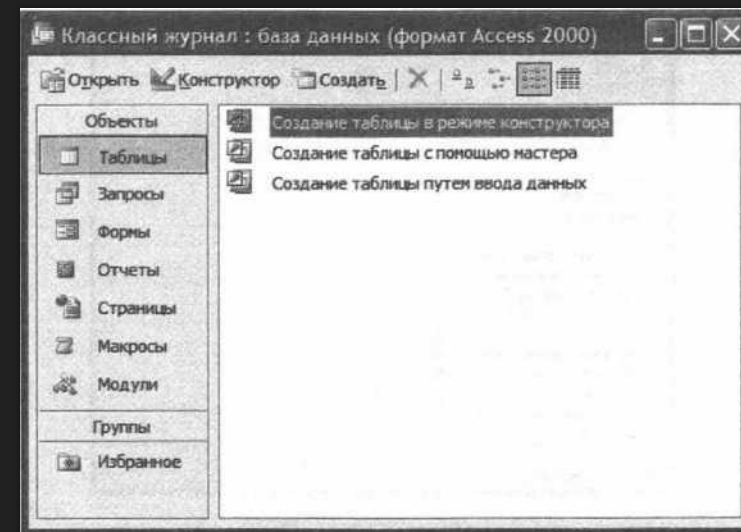 Классный журнал : база данных (формат Access 2000)
Открыть Конструктор Создать
Объекты
Таблицы
Запросы
Формы
Отчеты
Страницы
Макросы
Модули
Группы
Избранное
Создание таблицы в режиме конструктора
Создание таблицы с помощью мастера
Создание таблицы путем ввода данных